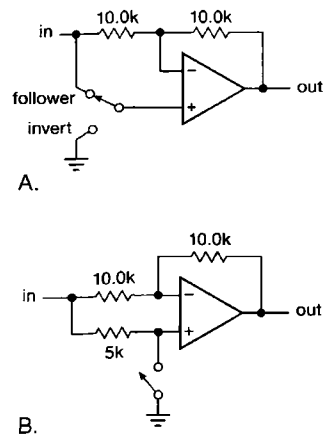 10.0k 10.0k
in
−
out
follower
+
invert
A.
10.0k
10.0k
in
−
out
+
5k
B.